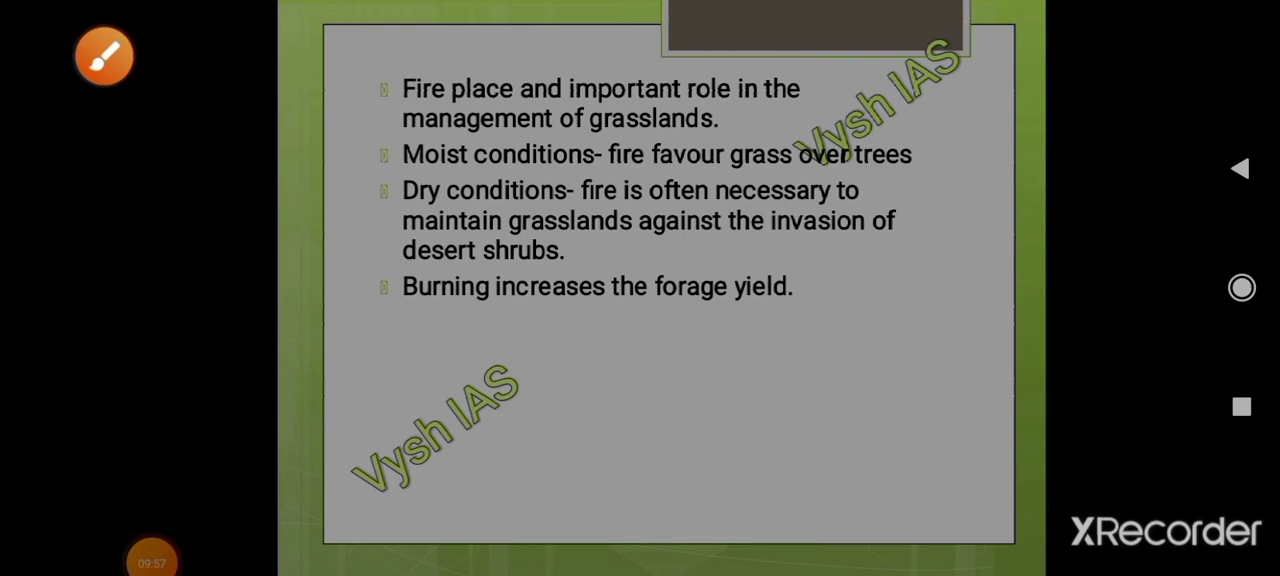 Vysh IAS
Fire place and important role in the
management of grasslands.
Moist conditions- fire favour grass over trees
Dry conditions- fire is often necessary to
maintain grasslands against the invasion of
desert shrubs.
Burning increases the forage yield.
Vysh IAS
XRecorder
09:57